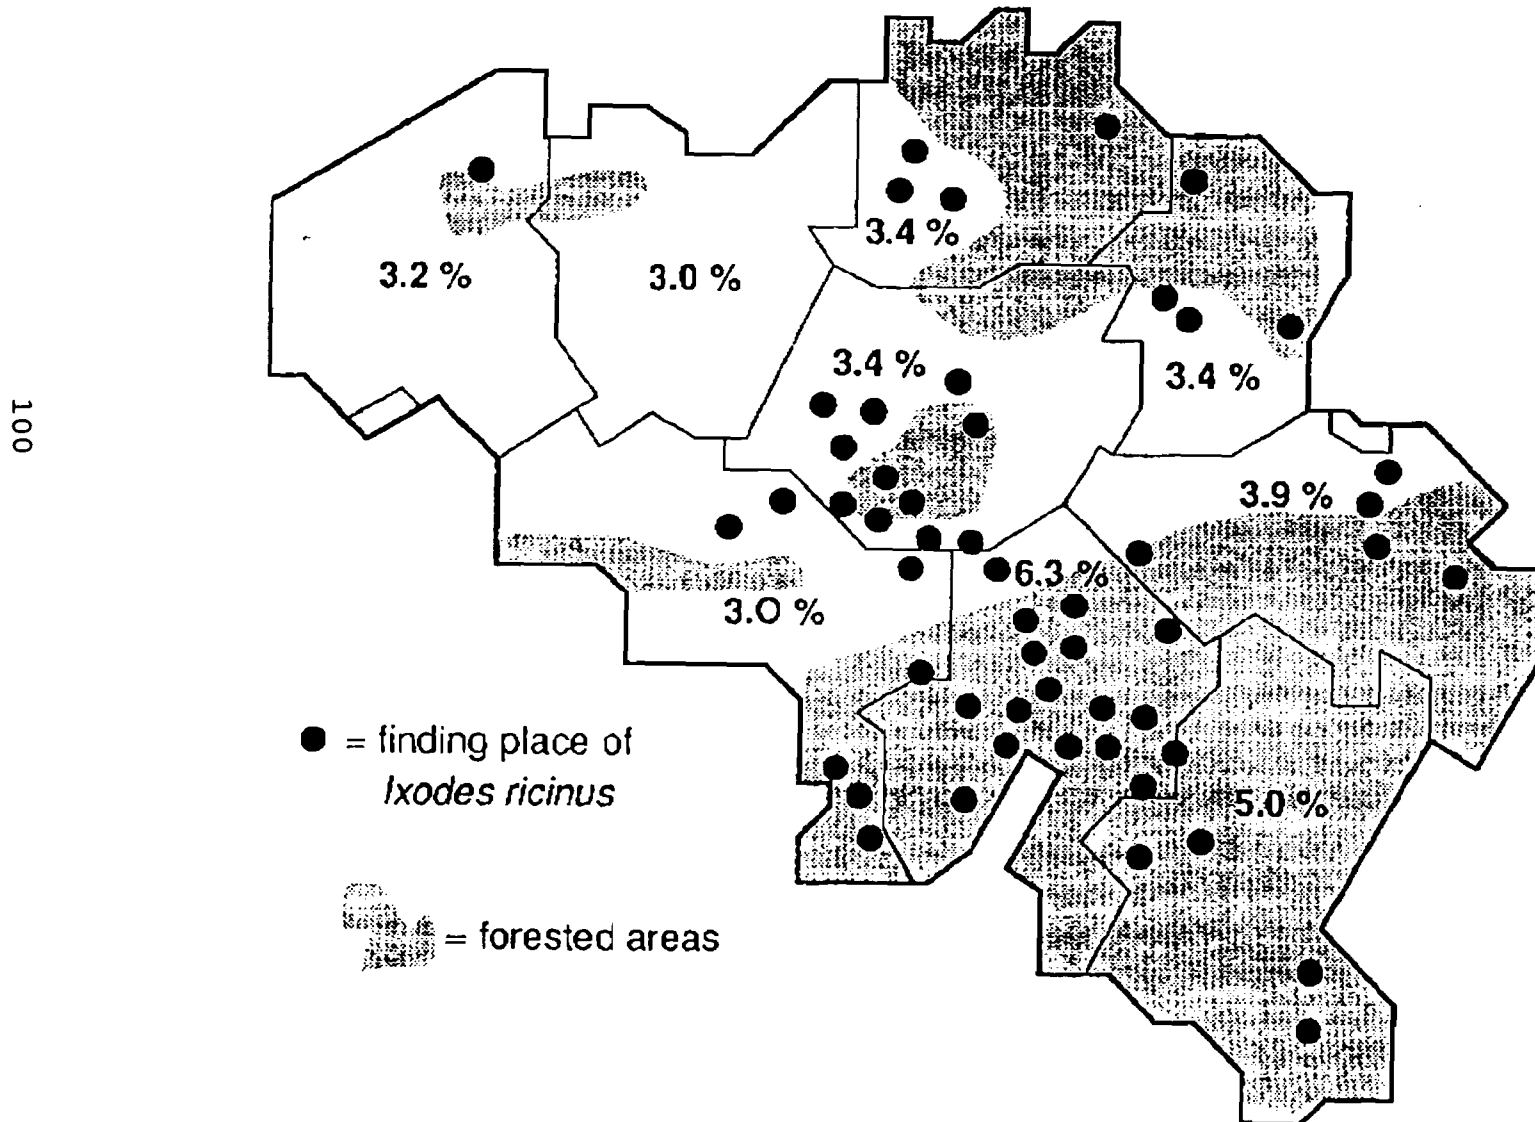 3.4 %
3.2 %
3.0 %
3.4 %
3.4 %
3.9 %
100
6.3 %
3.O %
= finding place of
Ixodes ricinus
5.0 %
= forested areas